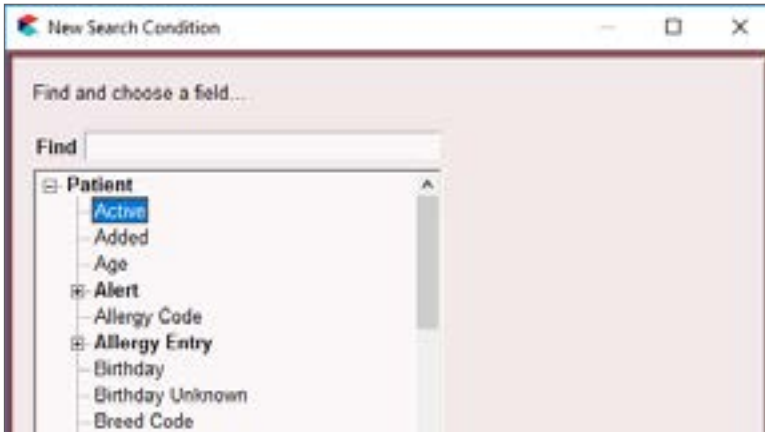 New Search Condition
Find and choose a field...
Find
Patient
Active
Added
Age
Alert
Allergy Code
Allergy Entry
Birthday
Birthday Unknown
Breed Code